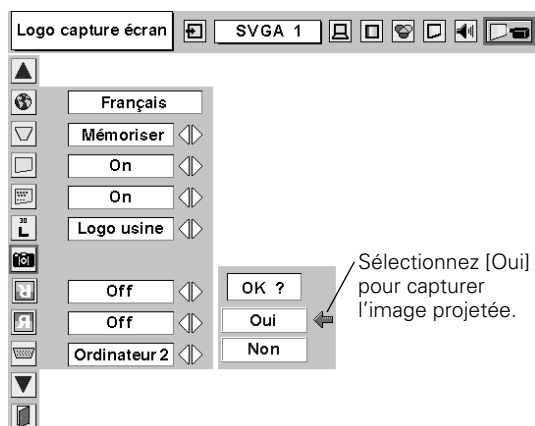 Logo capture écran
SVGA 1
Français
Mémoriser
On
On
30
L
Logo usine
Off
Off
Ordinateur 2
OK ?
Oui
Non
Sélectionnez [Oui]
pour capturer
l'image projetée.